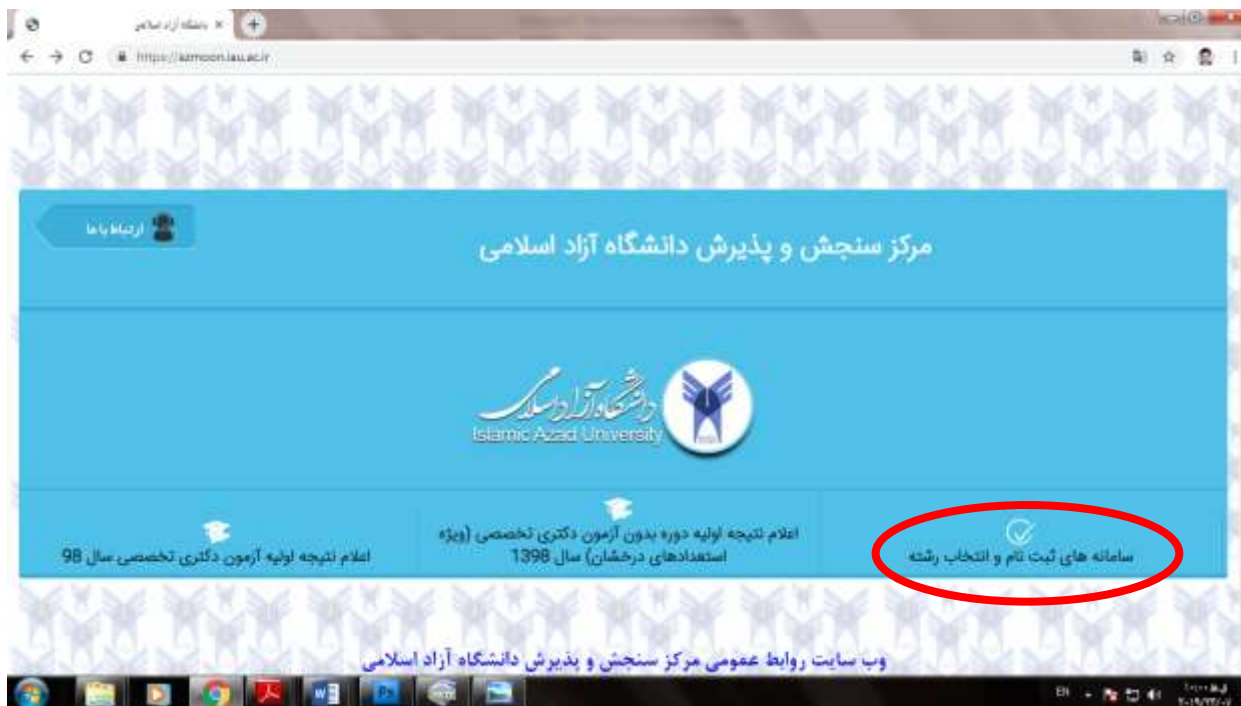 https://azmoon.iau.ac.ir
ارتباط با ما
مرکز سنجش و پذیرش دانشگاه آزاد اسلامی
دانشگاه آزاد اسلامی
Islamic Azad University
سامانه های ثبت نام و انتخاب رشته
اعلام نتیجه اولیه دوره بدون آزمون دکتری تخصصی (ویژه
استعدادهای درخشان) سال 1398
اعلام نتیجه اولیه آزمون دکتری تخصصی سال 98
وب سایت روابط عمومی مرکز سنجش و پذیرش دانشگاه آزاد اسلامی
EN